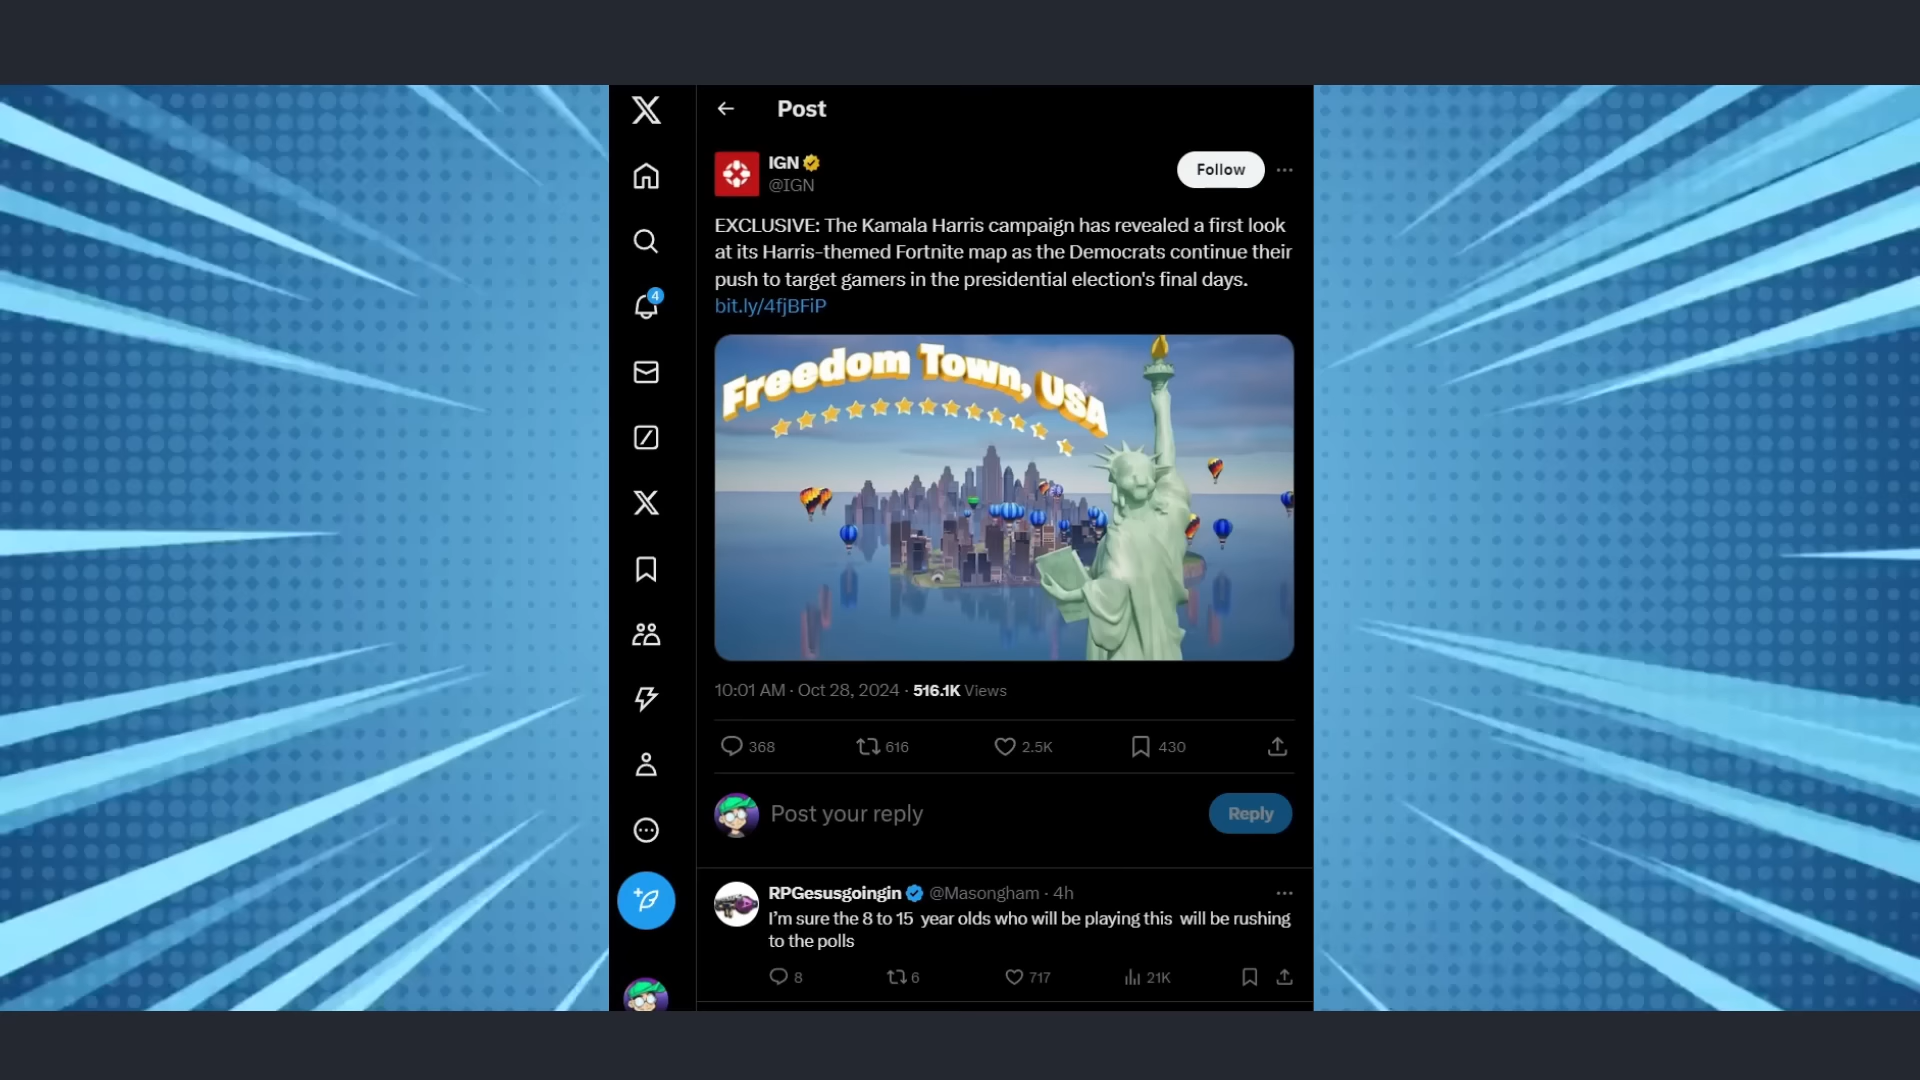 Post
IGN
@IGN
Follow
EXCLUSIVE: The Kamala Harris campaign has revealed a first look
at its Harris-themed Fortnite map as the Democrats continue their
push to target gamers in the presidential election's final days.
bit.ly/4fjBFiP
Freedom Town, USA
4
10:01 AM · Oct 28, 2024 · 516.1K Views
368 616 2.5K 430
Post your reply
Reply
RPGesusgoingin @Masongham · 4h
I'm sure the 8 to 15 year olds who will be playing this will be rushing
to the polls
8 6 717 21K